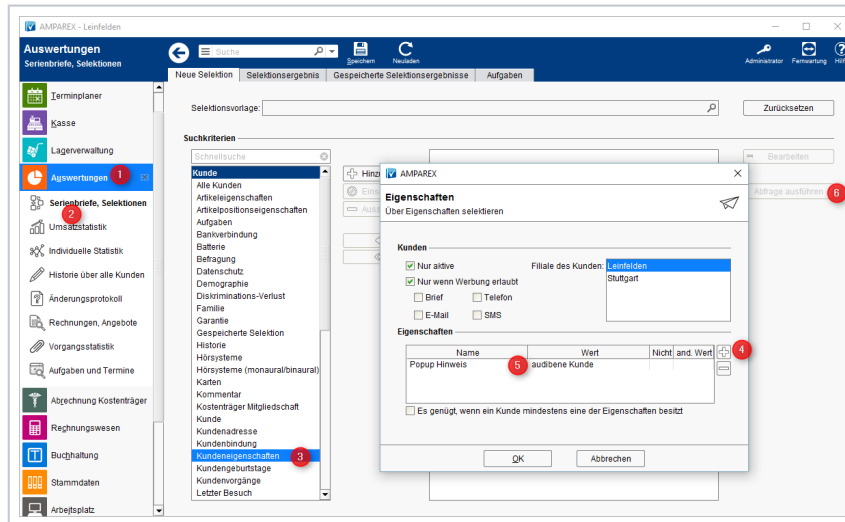 AMPAREX - Leinfelden
Auswertungen
Serienbriefe, Selektionen
Suche
Speichern
Neuladen
Administrator
Fernwartung
Hilf
Neue Selektion
Selektionsergebnis
Gespeicherte Selektionsergebnisse
Aufgaben
Terminplaner
Kasse
Lagerverwaltung
Auswertungen
1
Serienbriefe, Selektionen
2
Umsatzstatistik
Individuelle Statistik
Historie über alle Kunden
Änderungsprotokoll
Rechnungen, Angebote
Vorgangsstatistik
Aufgaben und Termine
Abrechnung Kostenträger
Rechnungswesen
Buchhaltung
Stammdaten
Arbeitsplatz
Selektionsvorlage:
Zurücksetzen
Suchkriterien
Schnellsuche
Kunde
Alle Kunden
Artikeleigenschaften
Artikelpositionseigenschaften
Aufgaben
Bankverbindung
Batterie
Befragung
Datenschutz
Demographie
Diskriminations-Verlust
Familie
Garantie
Gespeicherte Selektion
Historie
Hörsysteme
Hörsysteme (monaural/binaural)
Karten
Kommentar
Kostenträger Mitgliedschaft
Kunde
Kundenadresse
Kundenbindung
Kundeneigenschaften
3
Kundengeburtstage
Kundenvorgänge
Letzter Besuch
Hinz
Eins
Aus
Bearbeiten
Abfrage ausführen
6
AMPAREX
Eigenschaften
Über Eigenschaften selektieren
Kunden
Nur aktive
Filiale des Kunden:
Leinfelden
Stuttgart
Nur wenn Werbung erlaubt
Brief
Telefon
E-Mail
SMS
Eigenschaften
Name
Wert
Nicht
and. Wert
4
Popup Hinweis
5
audibene Kunde
Es genügt, wenn ein Kunde mindestens eine der Eigenschaften besitzt
OK
Abbrechen